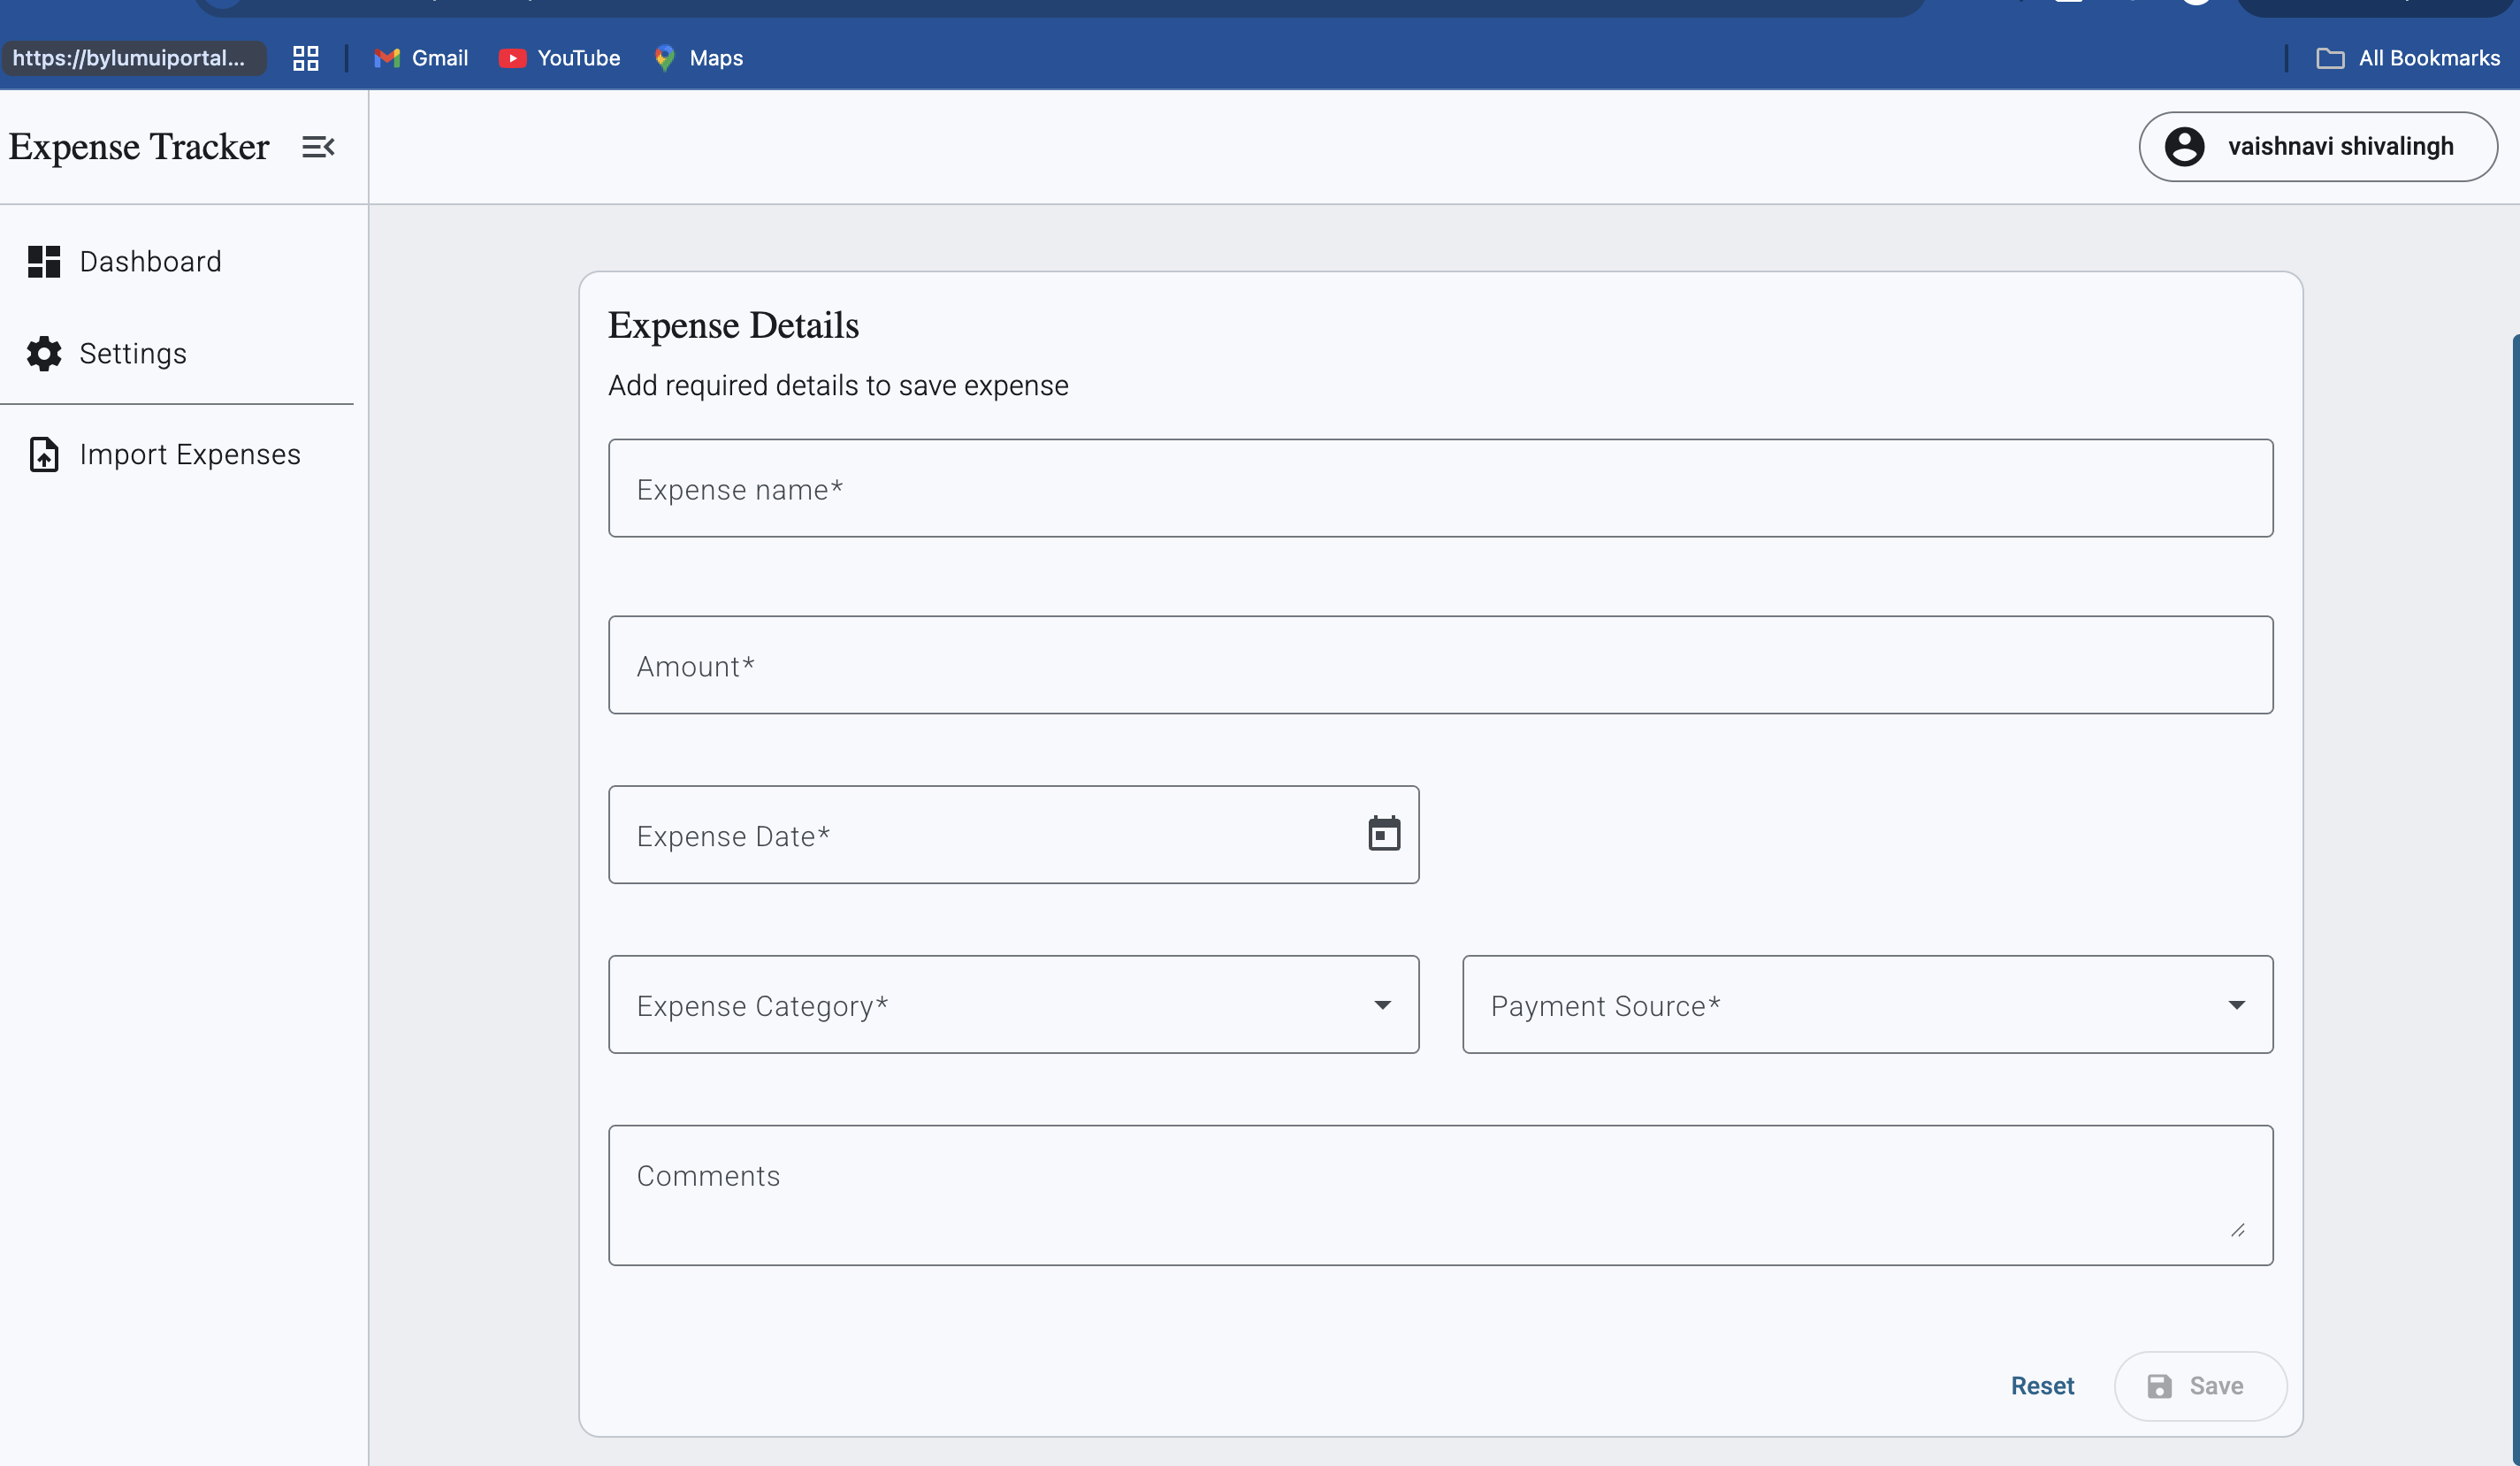 https://bylumuiportal... Gmail YouTube Maps All Bookmarks
Expense Tracker vaishnavi shivalingh
Dashboard
Settings
Import Expenses
Expense Details
Add required details to save expense
Expense name*
Amount*
Expense Date*
Expense Category* Payment Source*
Comments
Reset Save